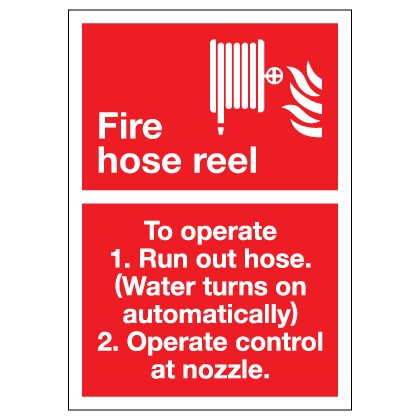 Fire
hose reel
To operate
1. Run out hose.
(Water turns on
automatically)
2. Operate control
at nozzle.